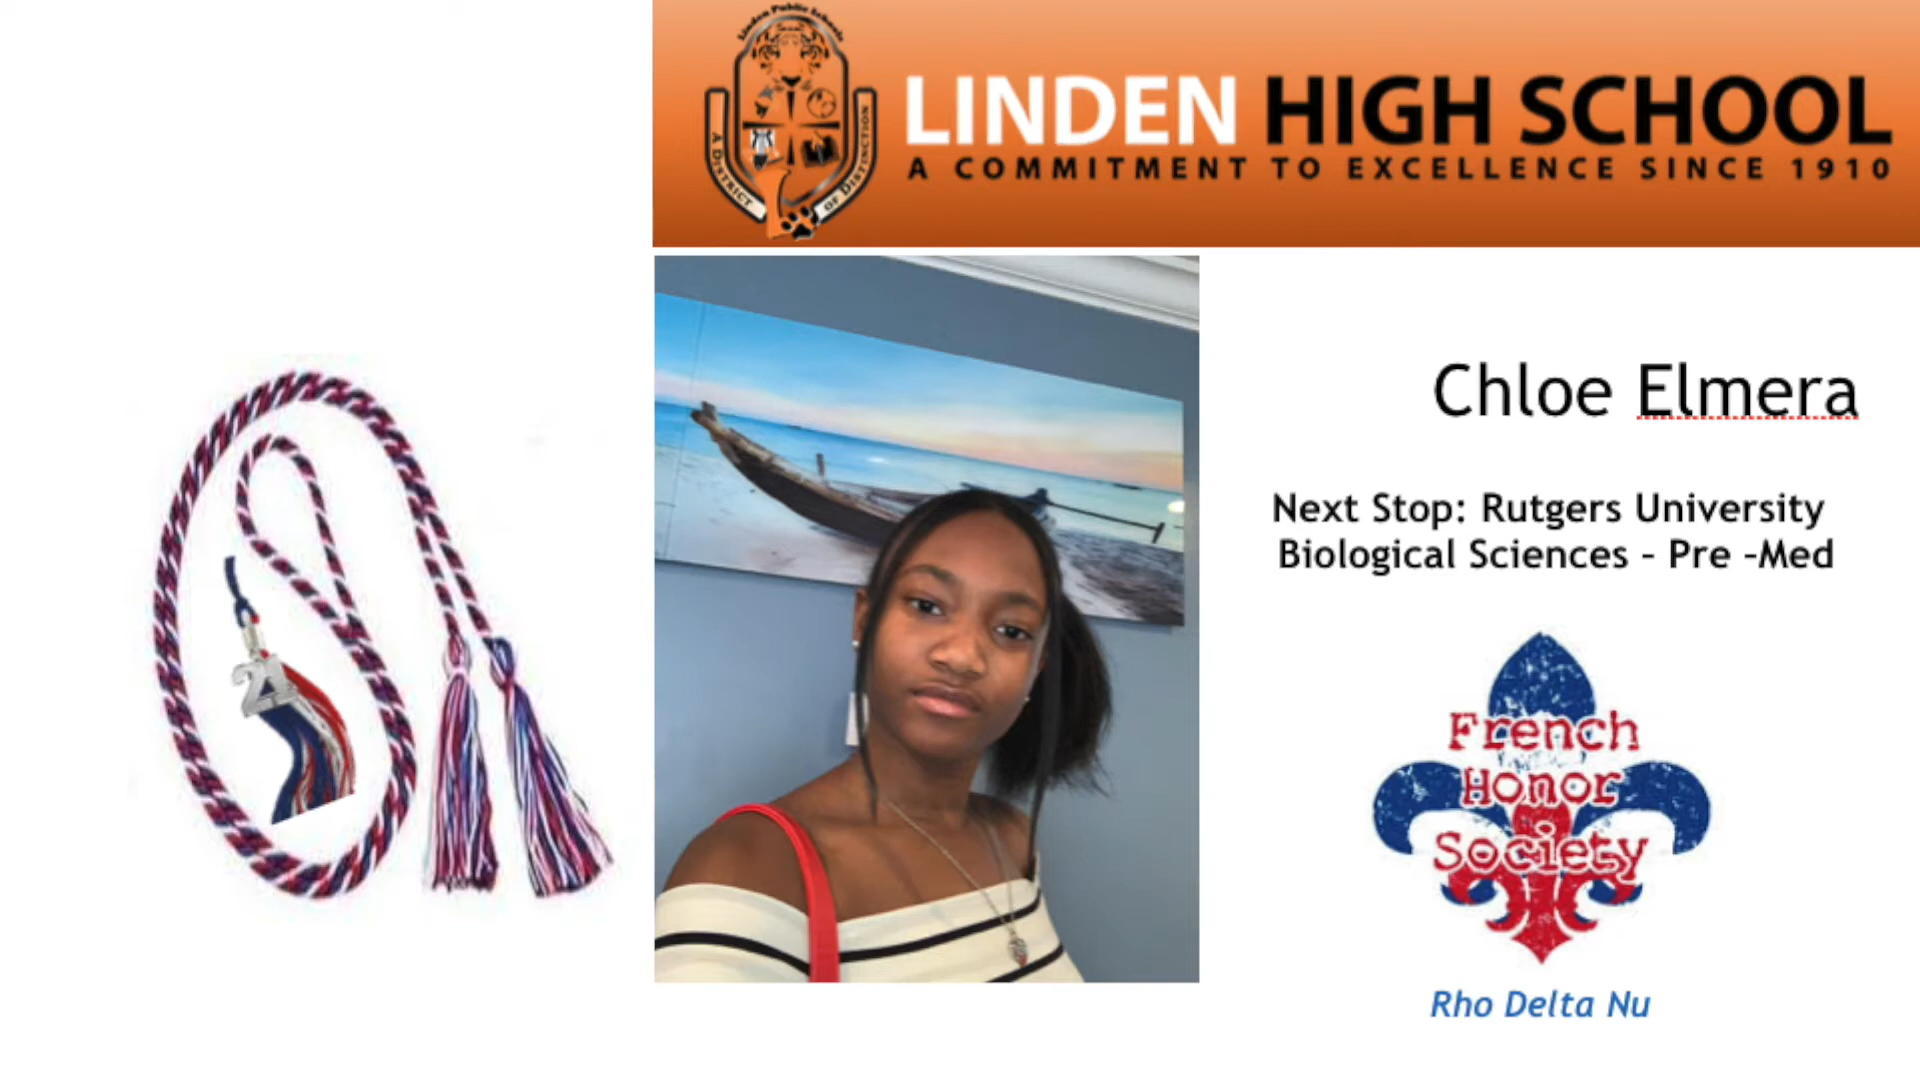 Linden Public Schools
A DISTRICT OF DISTINCTION
LINDEN HIGH SCHOOL
A COMMITMENT TO EXCELLENCE SINCE 1910
Chloe Elmera
Next Stop: Rutgers University
Biological Sciences - Pre -Med
21
French
Honor
Society
Rho Delta Nu